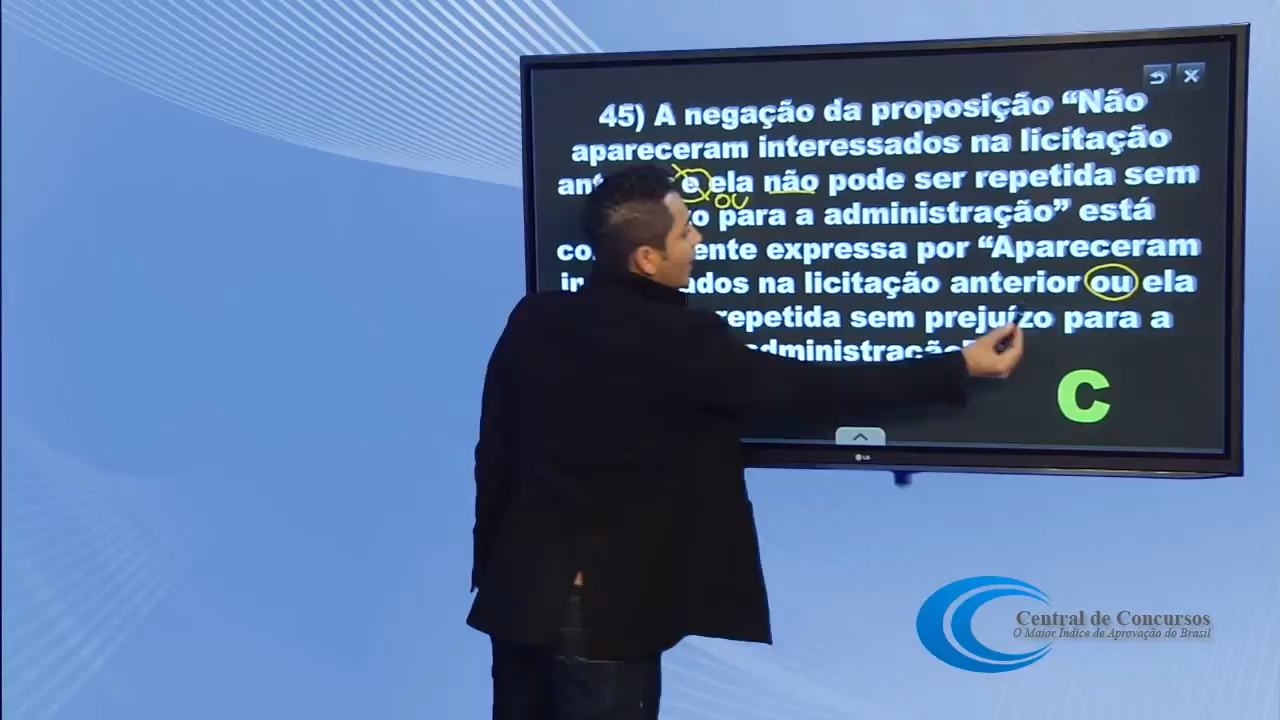 45) A negação da proposição “Não
apareceram interessados na licitação
e ela não pode ser repetida sem
ou
para a administração” está
expressa por “Apareceram
na licitação anterior ou ela
repetida sem prejuízo para a
C
LG
Central de Concursos
O Maior Índice de Aprovação do Brasil